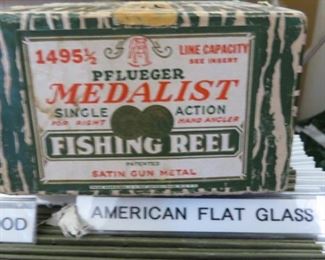 1495½
LINE CAPACITY
SEE INSERT
PFLUEGER
MEDALIST
SINGLE ACTION
FOR RIGHT HAND ANGLER
FISHING REEL
PATENTED
SATIN GUN METAL
OOD
AMERICAN FLAT GLASS